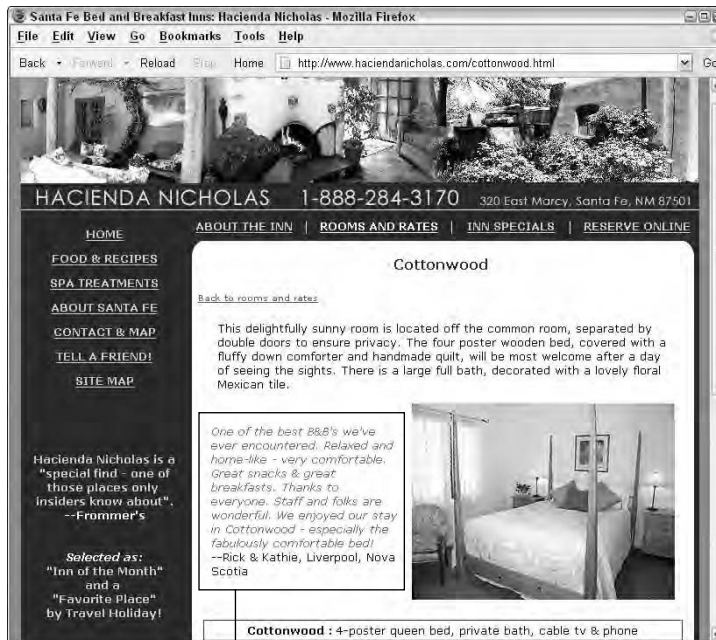 Santa Fe Bed and Breakfast Inns: Hacienda Nicholas - Mozilla Firefox
File Edit View Go Bookmarks Tools Help
Back Forward Reload Stop Home http://www.haciendanicholas.com/cottonwood.html Go
HACIENDA NICHOLAS 1-888-284-3170 320 East Marcy, Santa Fe, NM 87501
ABOUT THE INN | ROOMS AND RATES | INN SPECIALS | RESERVE ONLINE
HOME
FOOD & RECIPES
SPA TREATMENTS
ABOUT SANTA FE
CONTACT & MAP
TELL A FRIEND!
SITE MAP
Hacienda Nicholas is a
"special find - one of
those places only
insiders know about".
--Frommer's
Selected as:
"Inn of the Month"
and a
"Favorite Place"
by Travel Holiday!
Cottonwood
Back to rooms and rates
This delightfully sunny room is located off the common room, separated by
double doors to ensure privacy. The four poster wooden bed, covered with a
fluffy down comforter and handmade quilt, will be most welcome after a day
of seeing the sights. There is a large full bath, decorated with a lovely floral
Mexican tile.
One of the best B&B's we've
ever encountered. Relaxed and
home-like - very comfortable.
Great snacks & great
breakfasts. Thanks to
everyone. Staff and folks are
wonderful. We enjoyed our stay
in Cottonwood - especially the
fabulously comfortable bed!
--Rick & Kathie, Liverpool, Nova
Scotia
Cottonwood : 4-poster queen bed, private bath, cable tv & phone